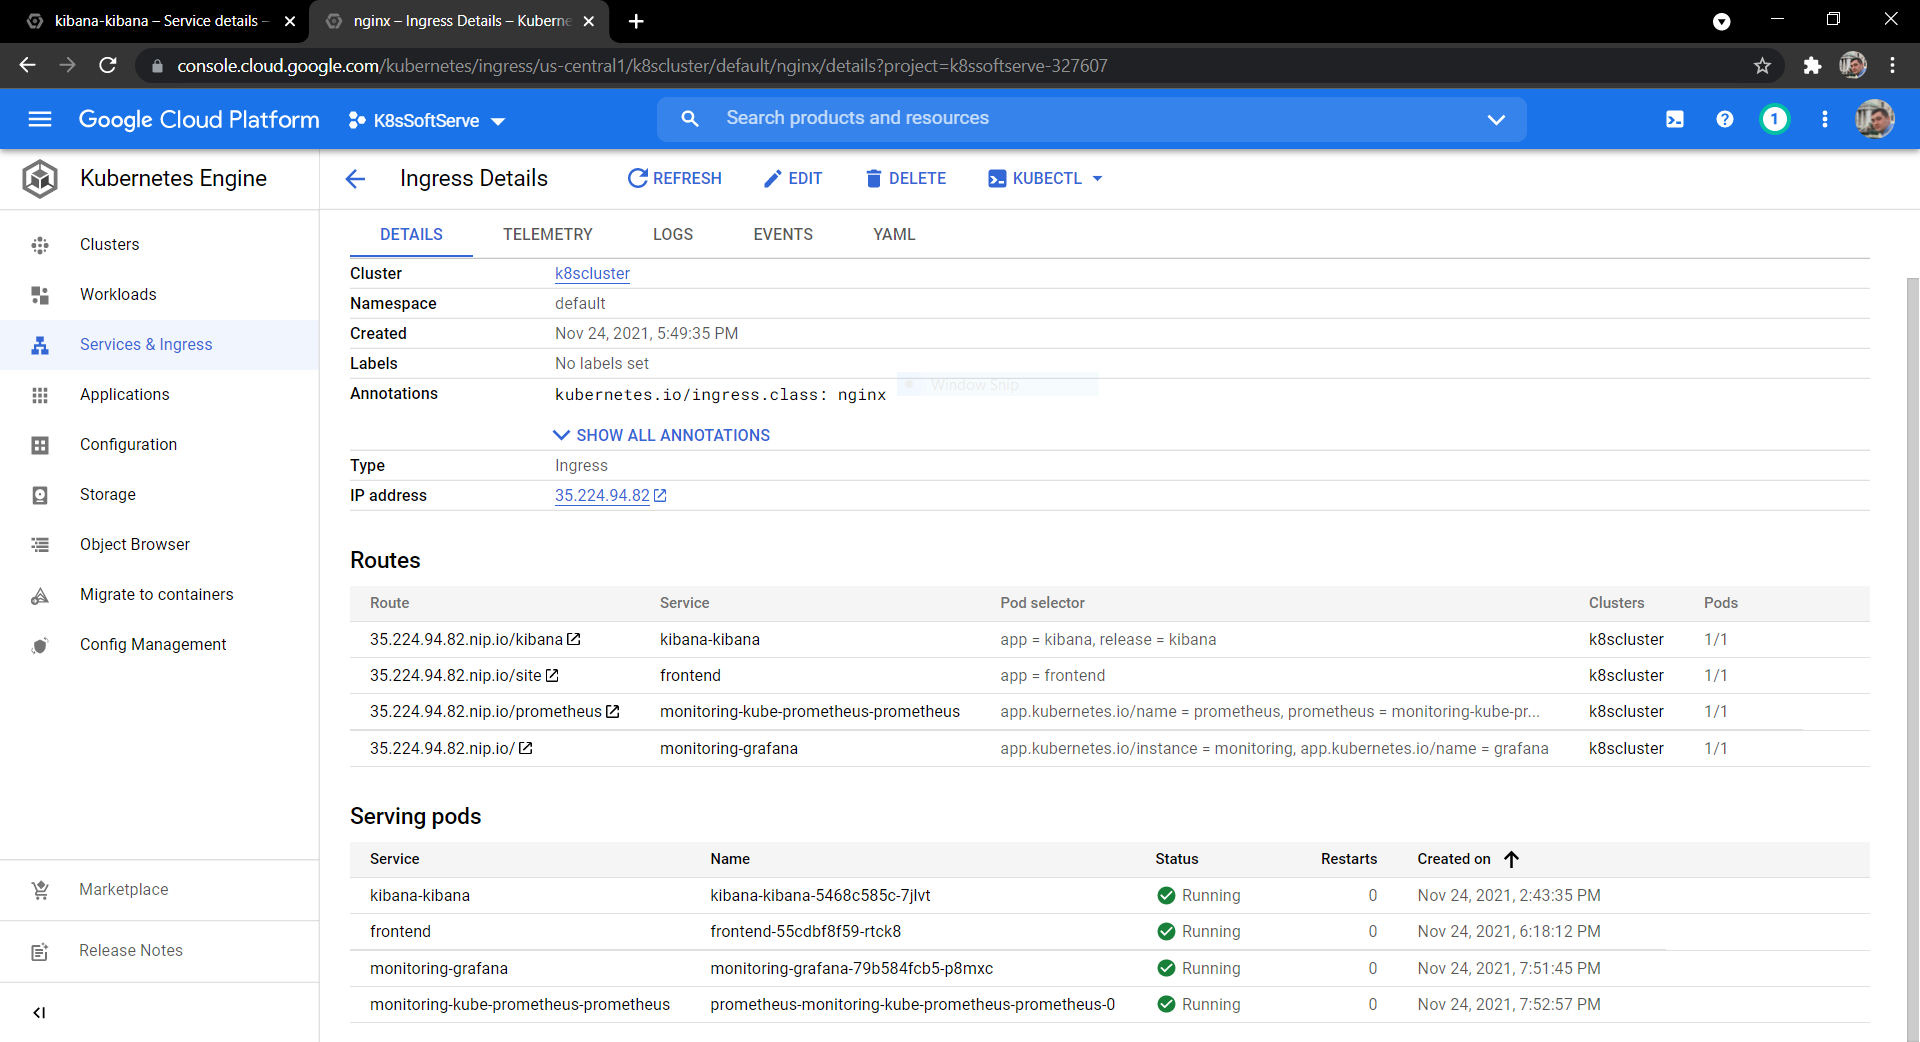 kibana-kibana – Service details –
nginx – Ingress Details – Kuberne
console.cloud.google.com/kubernetes/ingress/us-central1/k8scluster/default/nginx/details?project=k8ssoftserve-327607
Google Cloud Platform
K8sSoftServe
Search products and resources
1
Kubernetes Engine
Ingress Details
REFRESH
EDIT
DELETE
KUBECTL
Clusters
Workloads
Services & Ingress
Applications
Configuration
Storage
Object Browser
Migrate to containers
Config Management
Marketplace
Release Notes
DETAILS TELEMETRY LOGS EVENTS YAML
Cluster k8scluster
Namespace default
Created Nov 24, 2021, 5:49:35 PM
Labels No labels set
Window Snip
Annotations kubernetes.io/ingress.class: nginx
SHOW ALL ANNOTATIONS
Type Ingress
IP address 35.224.94.82
Routes
Route Service Pod selector Clusters Pods
35.224.94.82.nip.io/kibana kibana-kibana app = kibana, release = kibana k8scluster 1/1
35.224.94.82.nip.io/site frontend app = frontend k8scluster 1/1
35.224.94.82.nip.io/prometheus monitoring-kube-prometheus-prometheus app.kubernetes.io/name = prometheus, prometheus = monitoring-kube-pr... k8scluster 1/1
35.224.94.82.nip.io/ monitoring-grafana app.kubernetes.io/instance = monitoring, app.kubernetes.io/name = grafana k8scluster 1/1
Serving pods
Service Name Status Restarts Created on
kibana-kibana kibana-kibana-5468c585c-7jlvt Running 0 Nov 24, 2021, 2:43:35 PM
frontend frontend-55cdbf8f59-rtck8 Running 0 Nov 24, 2021, 6:18:12 PM
monitoring-grafana monitoring-grafana-79b584fcb5-p8mxc Running 0 Nov 24, 2021, 7:51:45 PM
monitoring-kube-prometheus-prometheus prometheus-monitoring-kube-prometheus-prometheus-0 Running 0 Nov 24, 2021, 7:52:57 PM